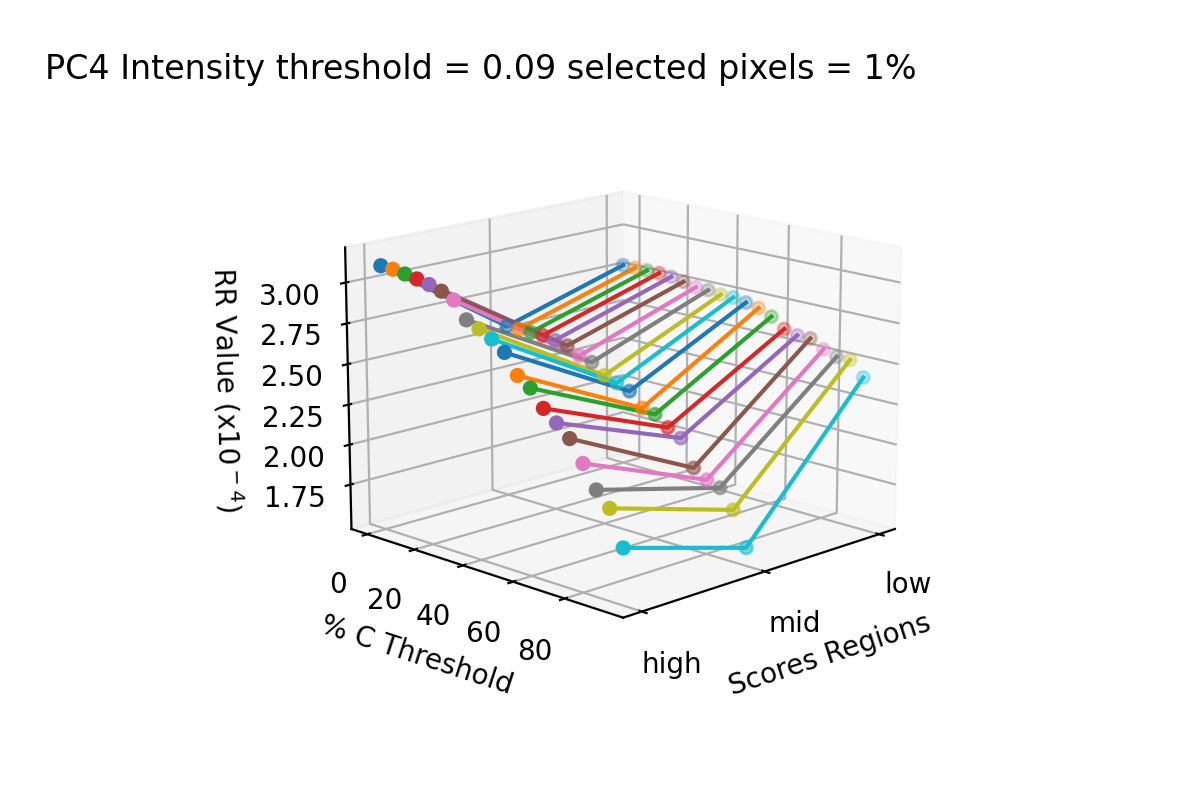 PC4 Intensity threshold = 0.09 selected pixels = 1%
RR Value (x10⁻⁴)
3.00
2.75
2.50
2.25
2.00
1.75
0
20
40
60
80
% C Threshold
high
mid
low
Scores Regions